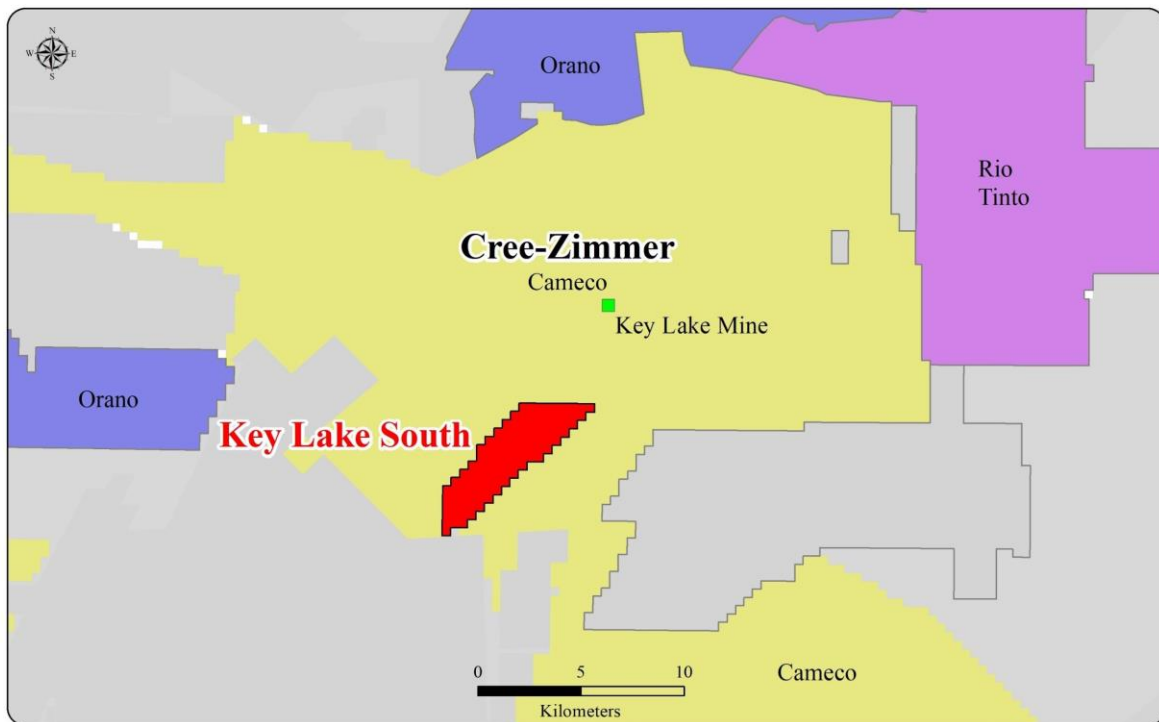 N
W E
S
Orano
Rio
Tinto
Cree-Zimmer
Cameco
Key Lake Mine
Orano
Key Lake South
0 5 10
Kilometers
Cameco